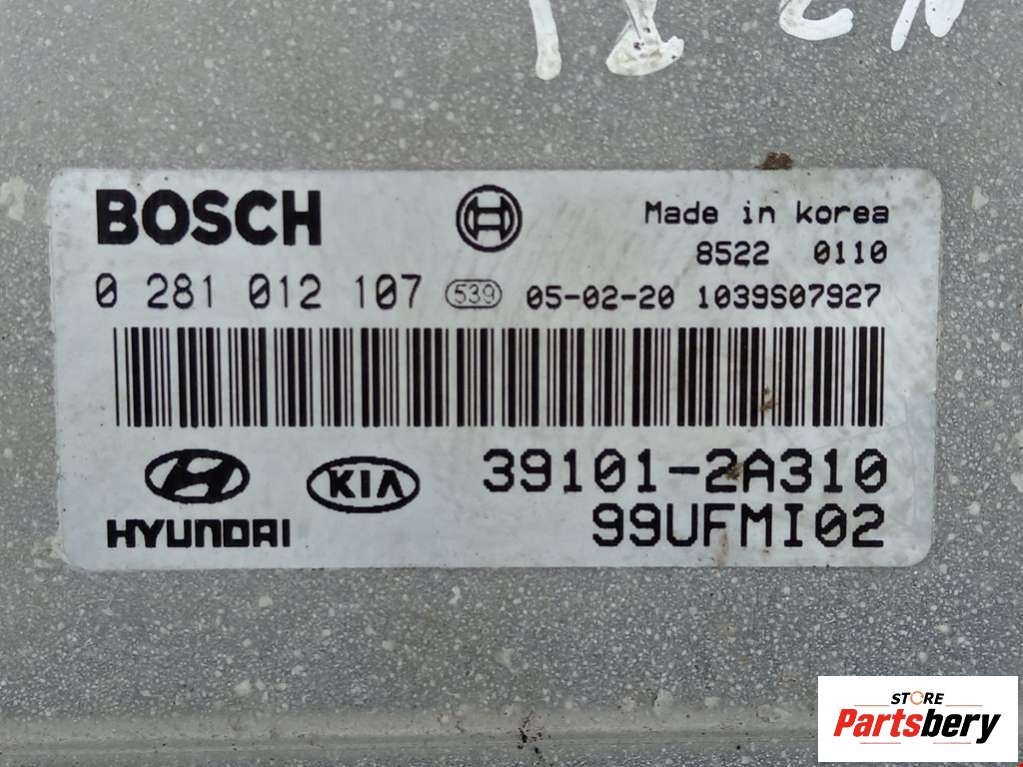 BOSCH
Made in korea
8522 0110
0 281 012 107 539 05-02-20 1039S07927
HYUNDAI
KIA
39101-2A310
99UFMI02
STORE
Partsbery